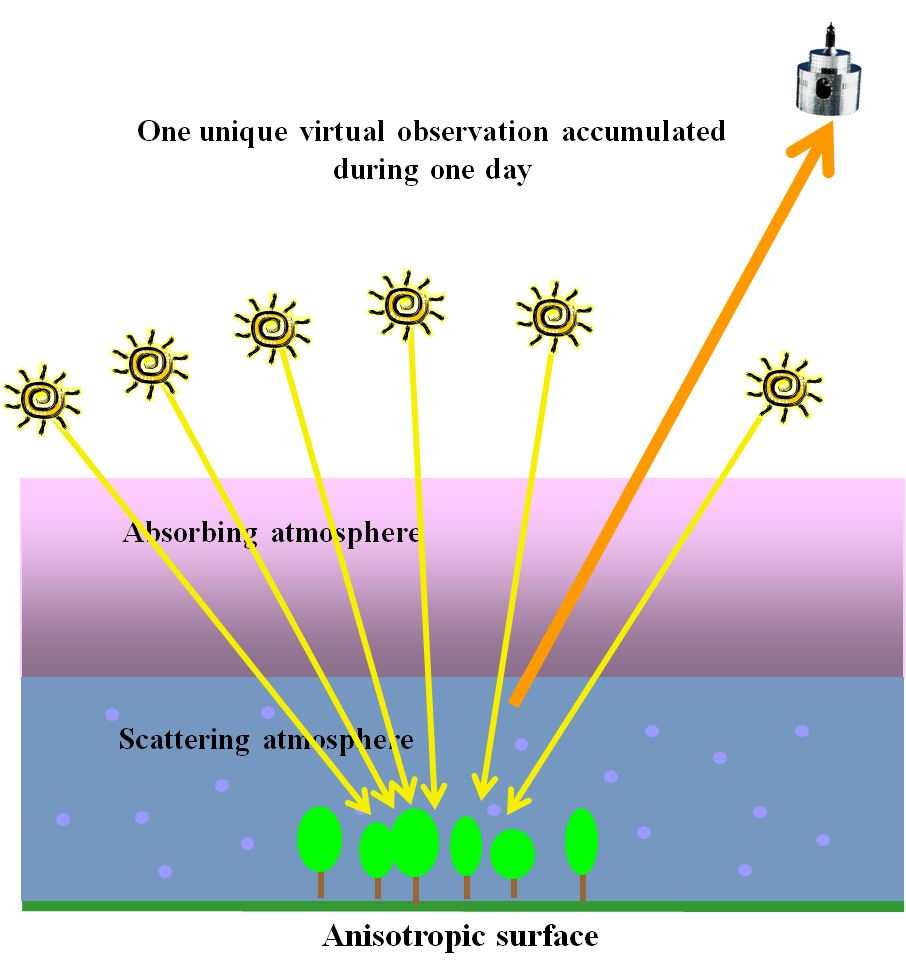 One unique virtual observation accumulated
during one day
Absorbing atmosphere
Scattering atmosphere
Anisotropic surface